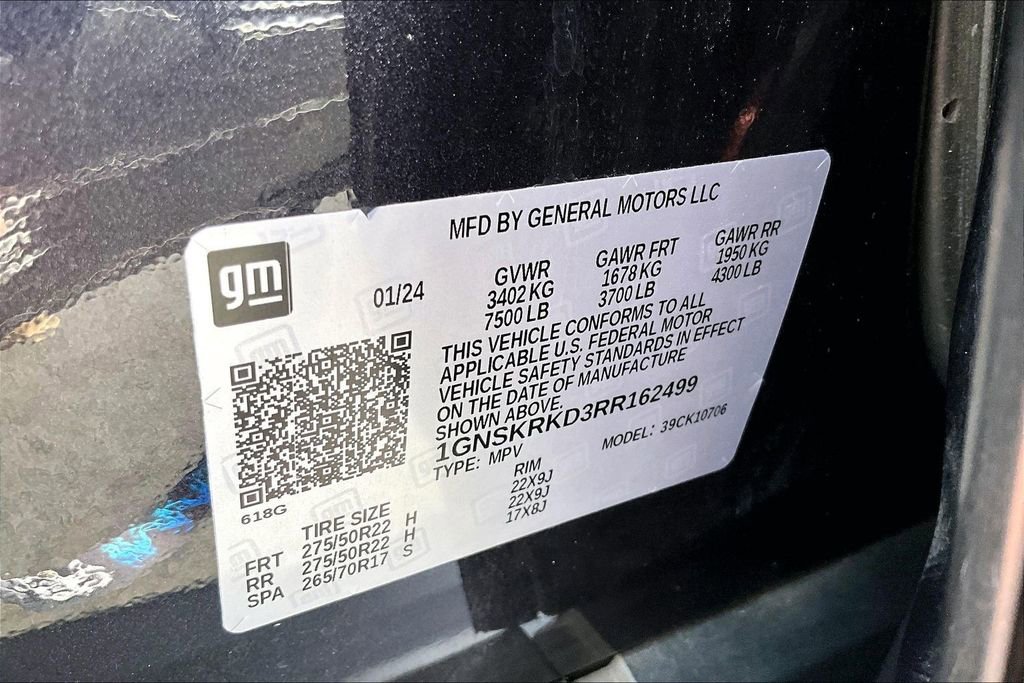 gm
MFD BY GENERAL MOTORS LLC
01/24
GVWR
3402 KG
7500 LB
GAWR FRT
1678 KG
3700 LB
GAWR RR
1950 KG
4300 LB
THIS VEHICLE CONFORMS TO ALL
APPLICABLE U.S. FEDERAL MOTOR
VEHICLE SAFETY STANDARDS IN EFFECT
ON THE DATE OF MANUFACTURE
SHOWN ABOVE.
1GNSKRKD3RR162499
TYPE: MPV
MODEL: 39CK10706
618G
TIRE SIZE RIM
FRT 275/50R22 H 22X9J
RR 275/50R22 H 22X9J
SPA 265/70R17 S 17X8J